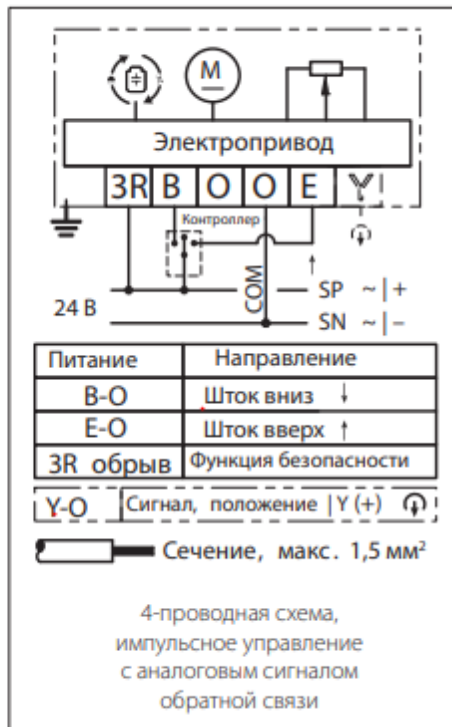 M
Электропривод
3R B O O E Y
Контроллер
COM
SP ~ | +
24 В
SN ~ | –
Питание Направление
B-O Шток вниз ↓
E-O Шток вверх ↑
3R обрыв Функция безопасности
Y-O Сигнал, положение | Y (+)
Сечение, макс. 1,5 мм²
4-проводная схема,
импульсное управление
с аналоговым сигналом
обратной связи